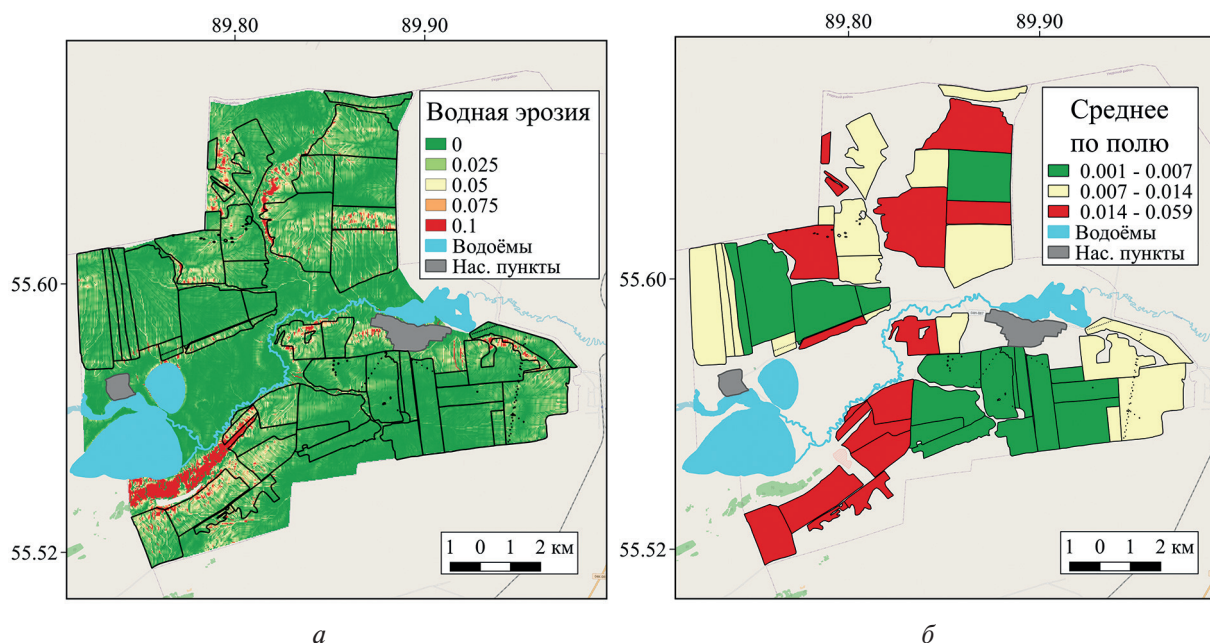 89.80
89.90
Водная эрозия
0
0.025
0.05
0.075
0.1
Водоёмы
Нас. пункты
55.60
55.52
1 0 1 2 км
а
89.80
89.90
Среднее
по полю
0.001 - 0.007
0.007 - 0.014
0.014 - 0.059
Водоёмы
Нас. пункты
55.60
55.52
1 0 1 2 км
б